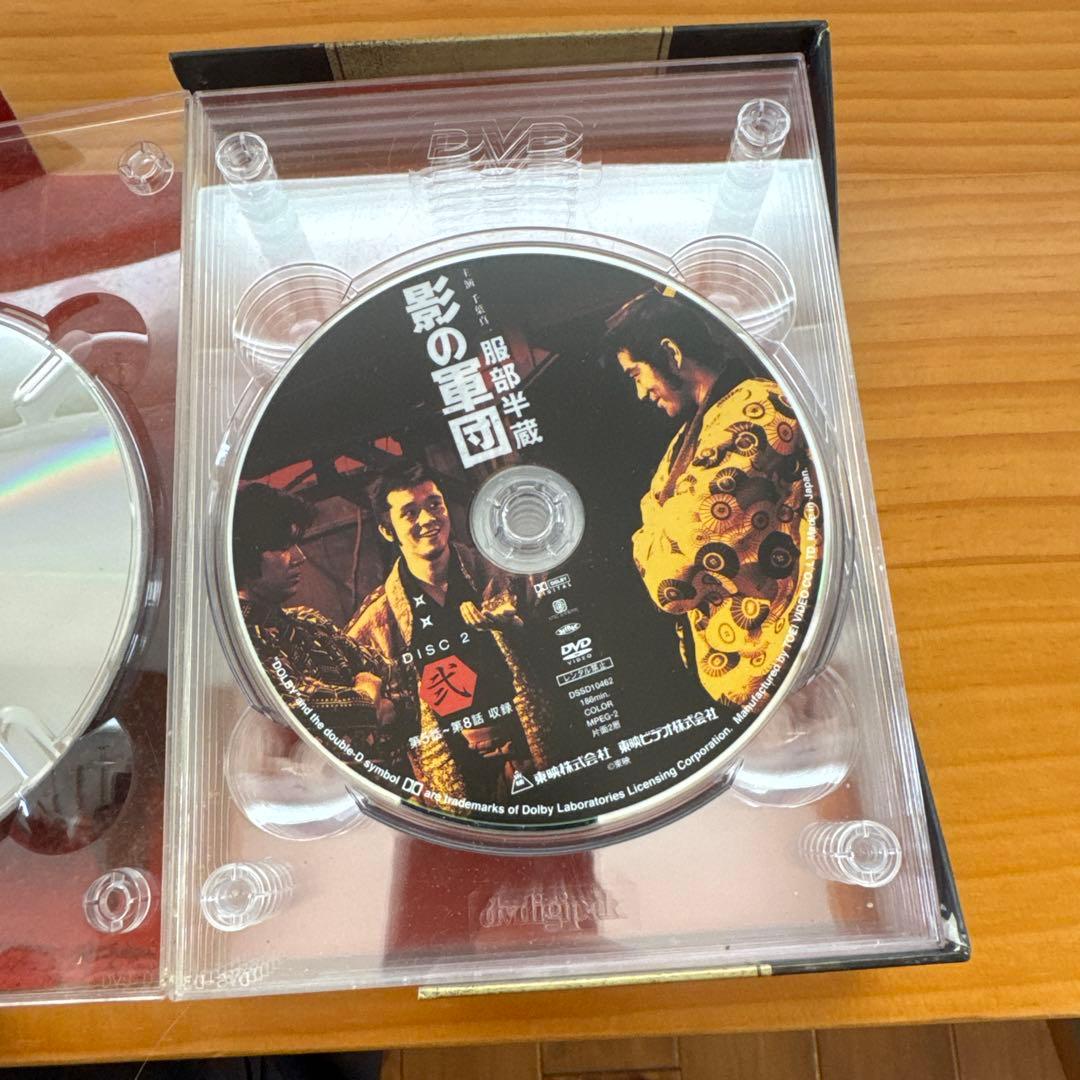 DVD
主演 千葉真一
服部半蔵
影の軍団
DISC 2
弐
第5話～第8話 収録
DOLBY
DIGITAL
DVD
VIDEO
レンタル禁止
DSSD10462
186min.
COLOR
MPEG-2
片面2層
東映株式会社 東映ビデオ株式会社
©東映
"DOLBY and the double-D symbol are trademarks of Dolby Laboratories Licensing Corporation. Manufactured by TOEI VIDEO CO.,LTD. Made in Japan.
dvdigipak